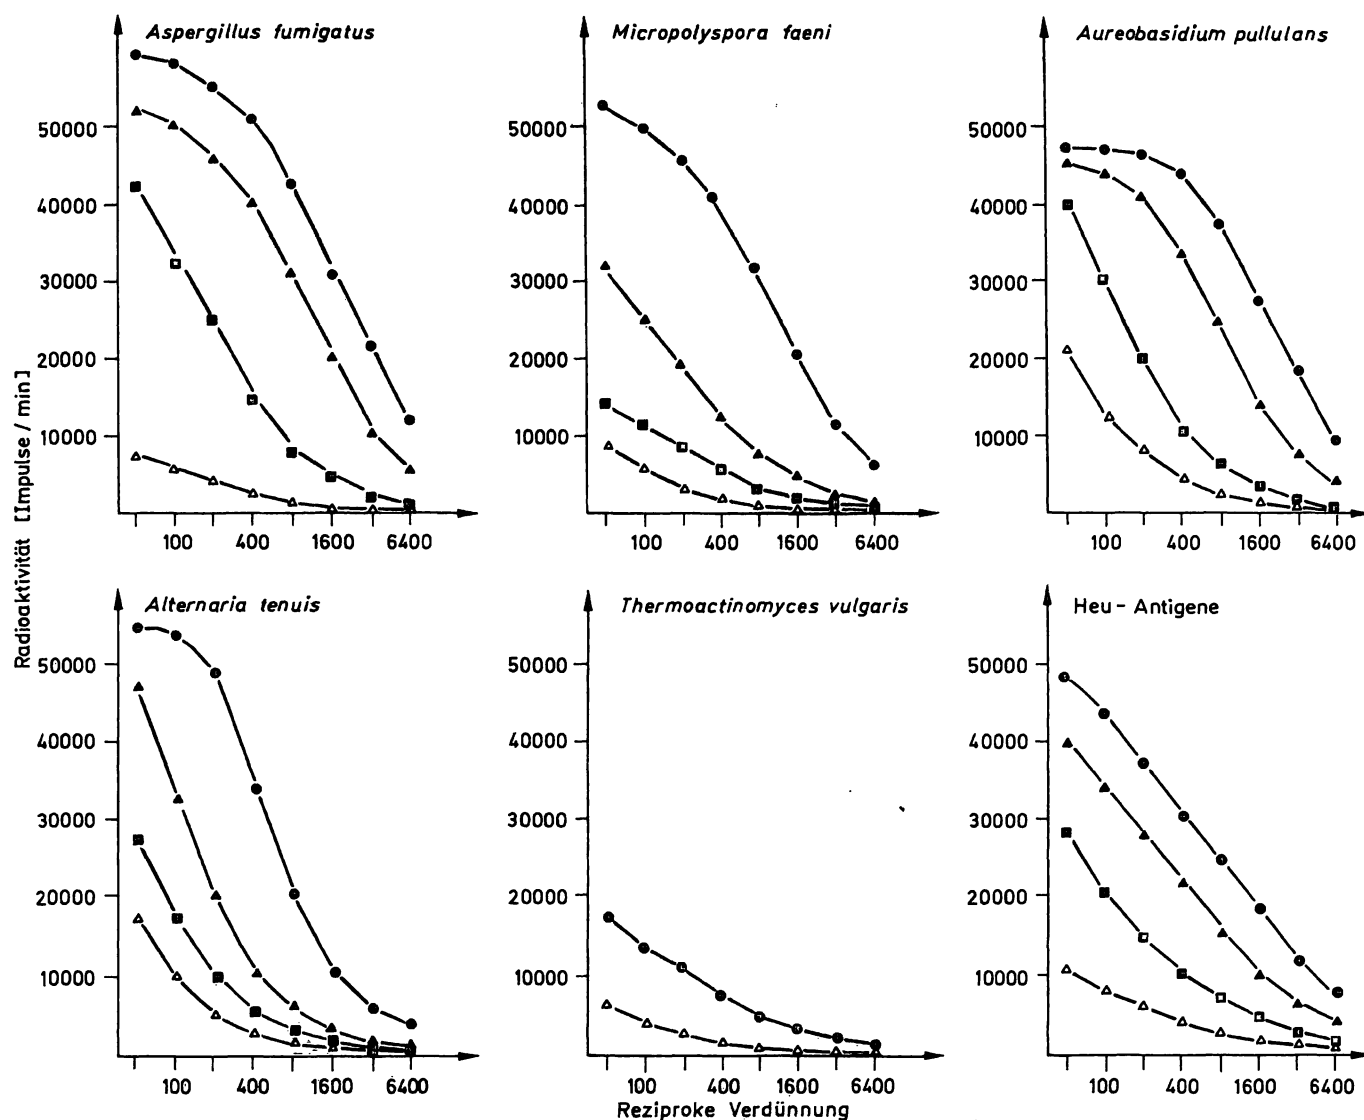 Aspergillus fumigatus
50000
40000
30000
20000
10000
100 400 1600 6400
Micropolyspora faeni
50000
40000
30000
20000
10000
100 400 1600 6400
Aureobasidium pullulans
50000
40000
30000
20000
10000
100 400 1600 6400
Radioaktivität [Impulse / min]
Alternaria tenuis
50000
40000
30000
20000
10000
100 400 1600 6400
Thermoactinomyces vulgaris
50000
40000
30000
20000
10000
100 400 1600 6400
Heu - Antigene
50000
40000
30000
20000
10000
100 400 1600 6400
Reziproke Verdünnung